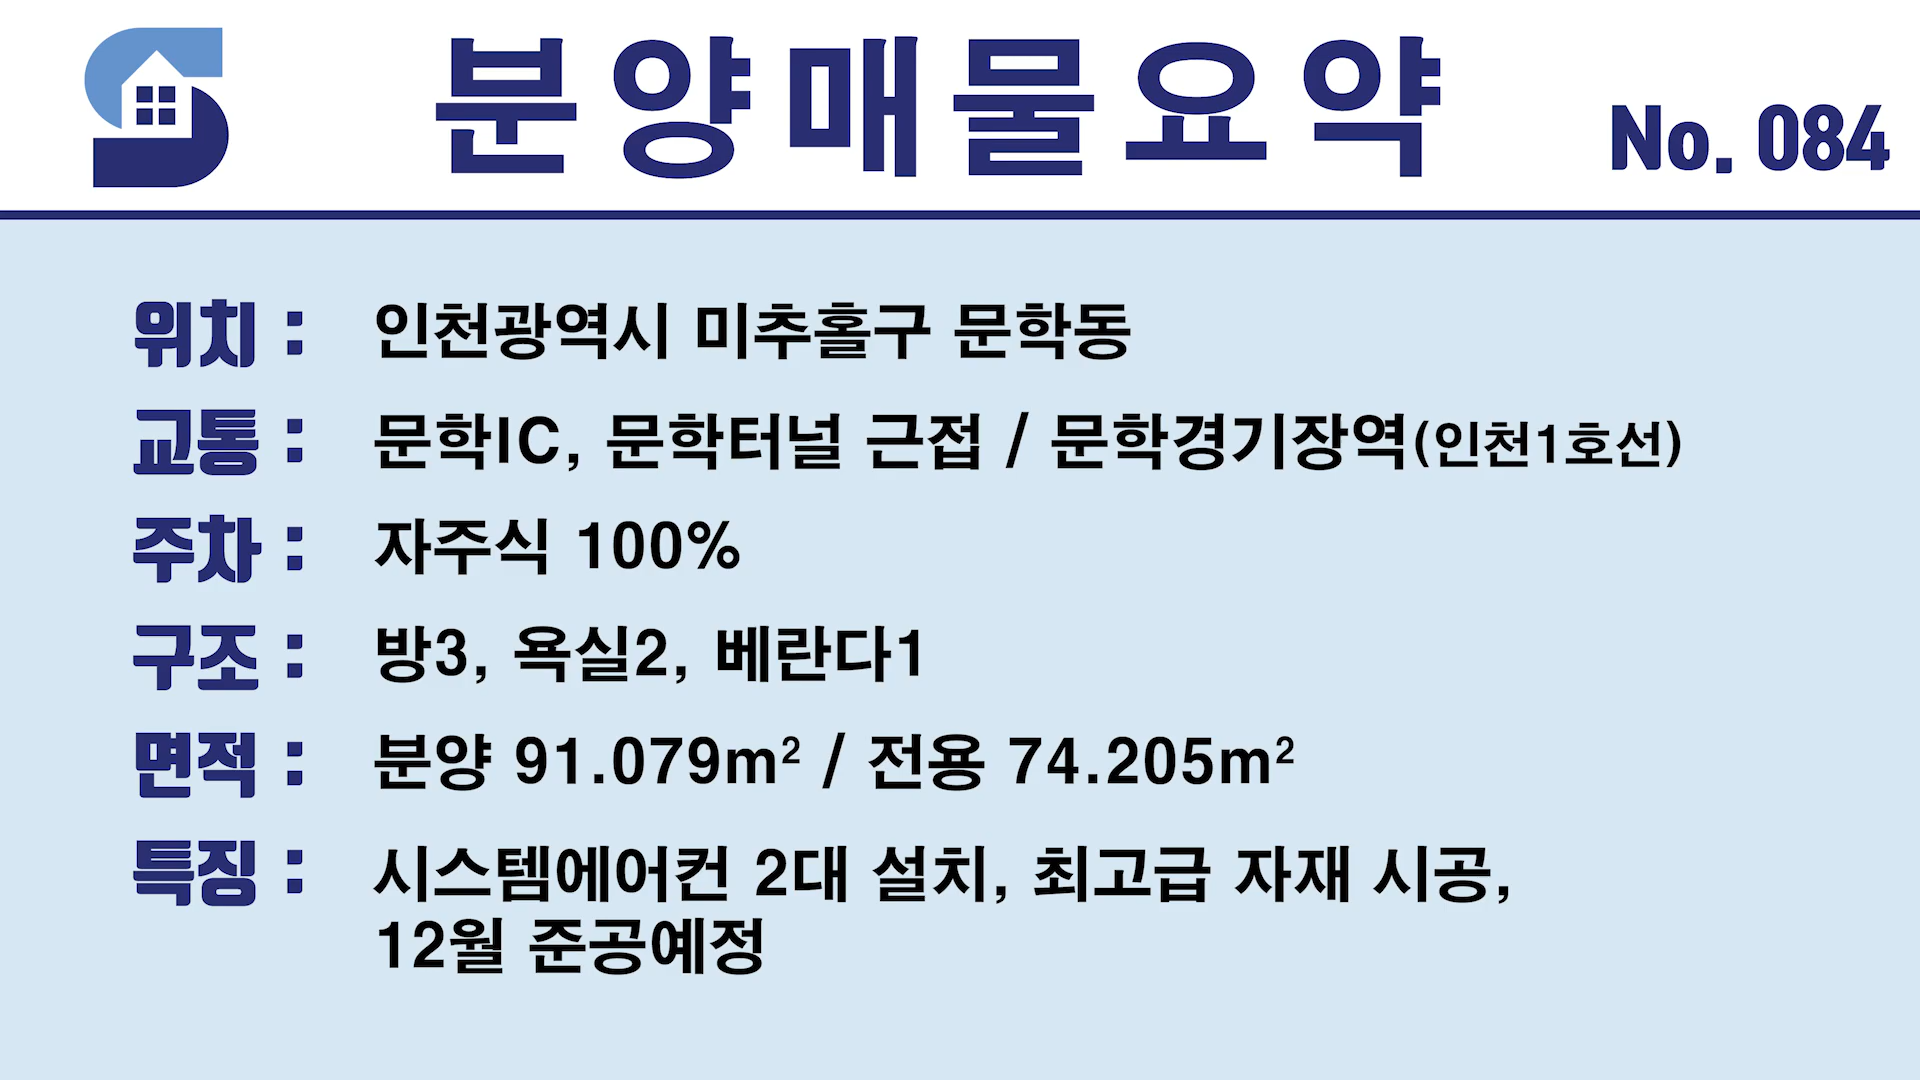 분양매물요약 No. 084
위치 : 인천광역시 미추홀구 문학동
교통 : 문학IC, 문학터널 근접 / 문학경기장역(인천1호선)
주차 : 자주식 100%
구조 : 방3, 욕실2, 베란다1
면적 : 분양 91.079m² / 전용 74.205m²
특징 : 시스템에어컨 2대 설치, 최고급 자재 시공,
12월 준공예정